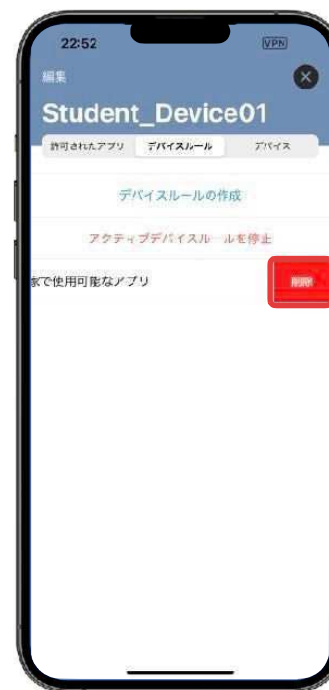 22:52
VPN
編集
Student_Device01
許可されたアプリ デバイスルール デバイス
デバイスルールの作成
アクティブデバイスルールを停止
家で使用可能なアプリ
削除